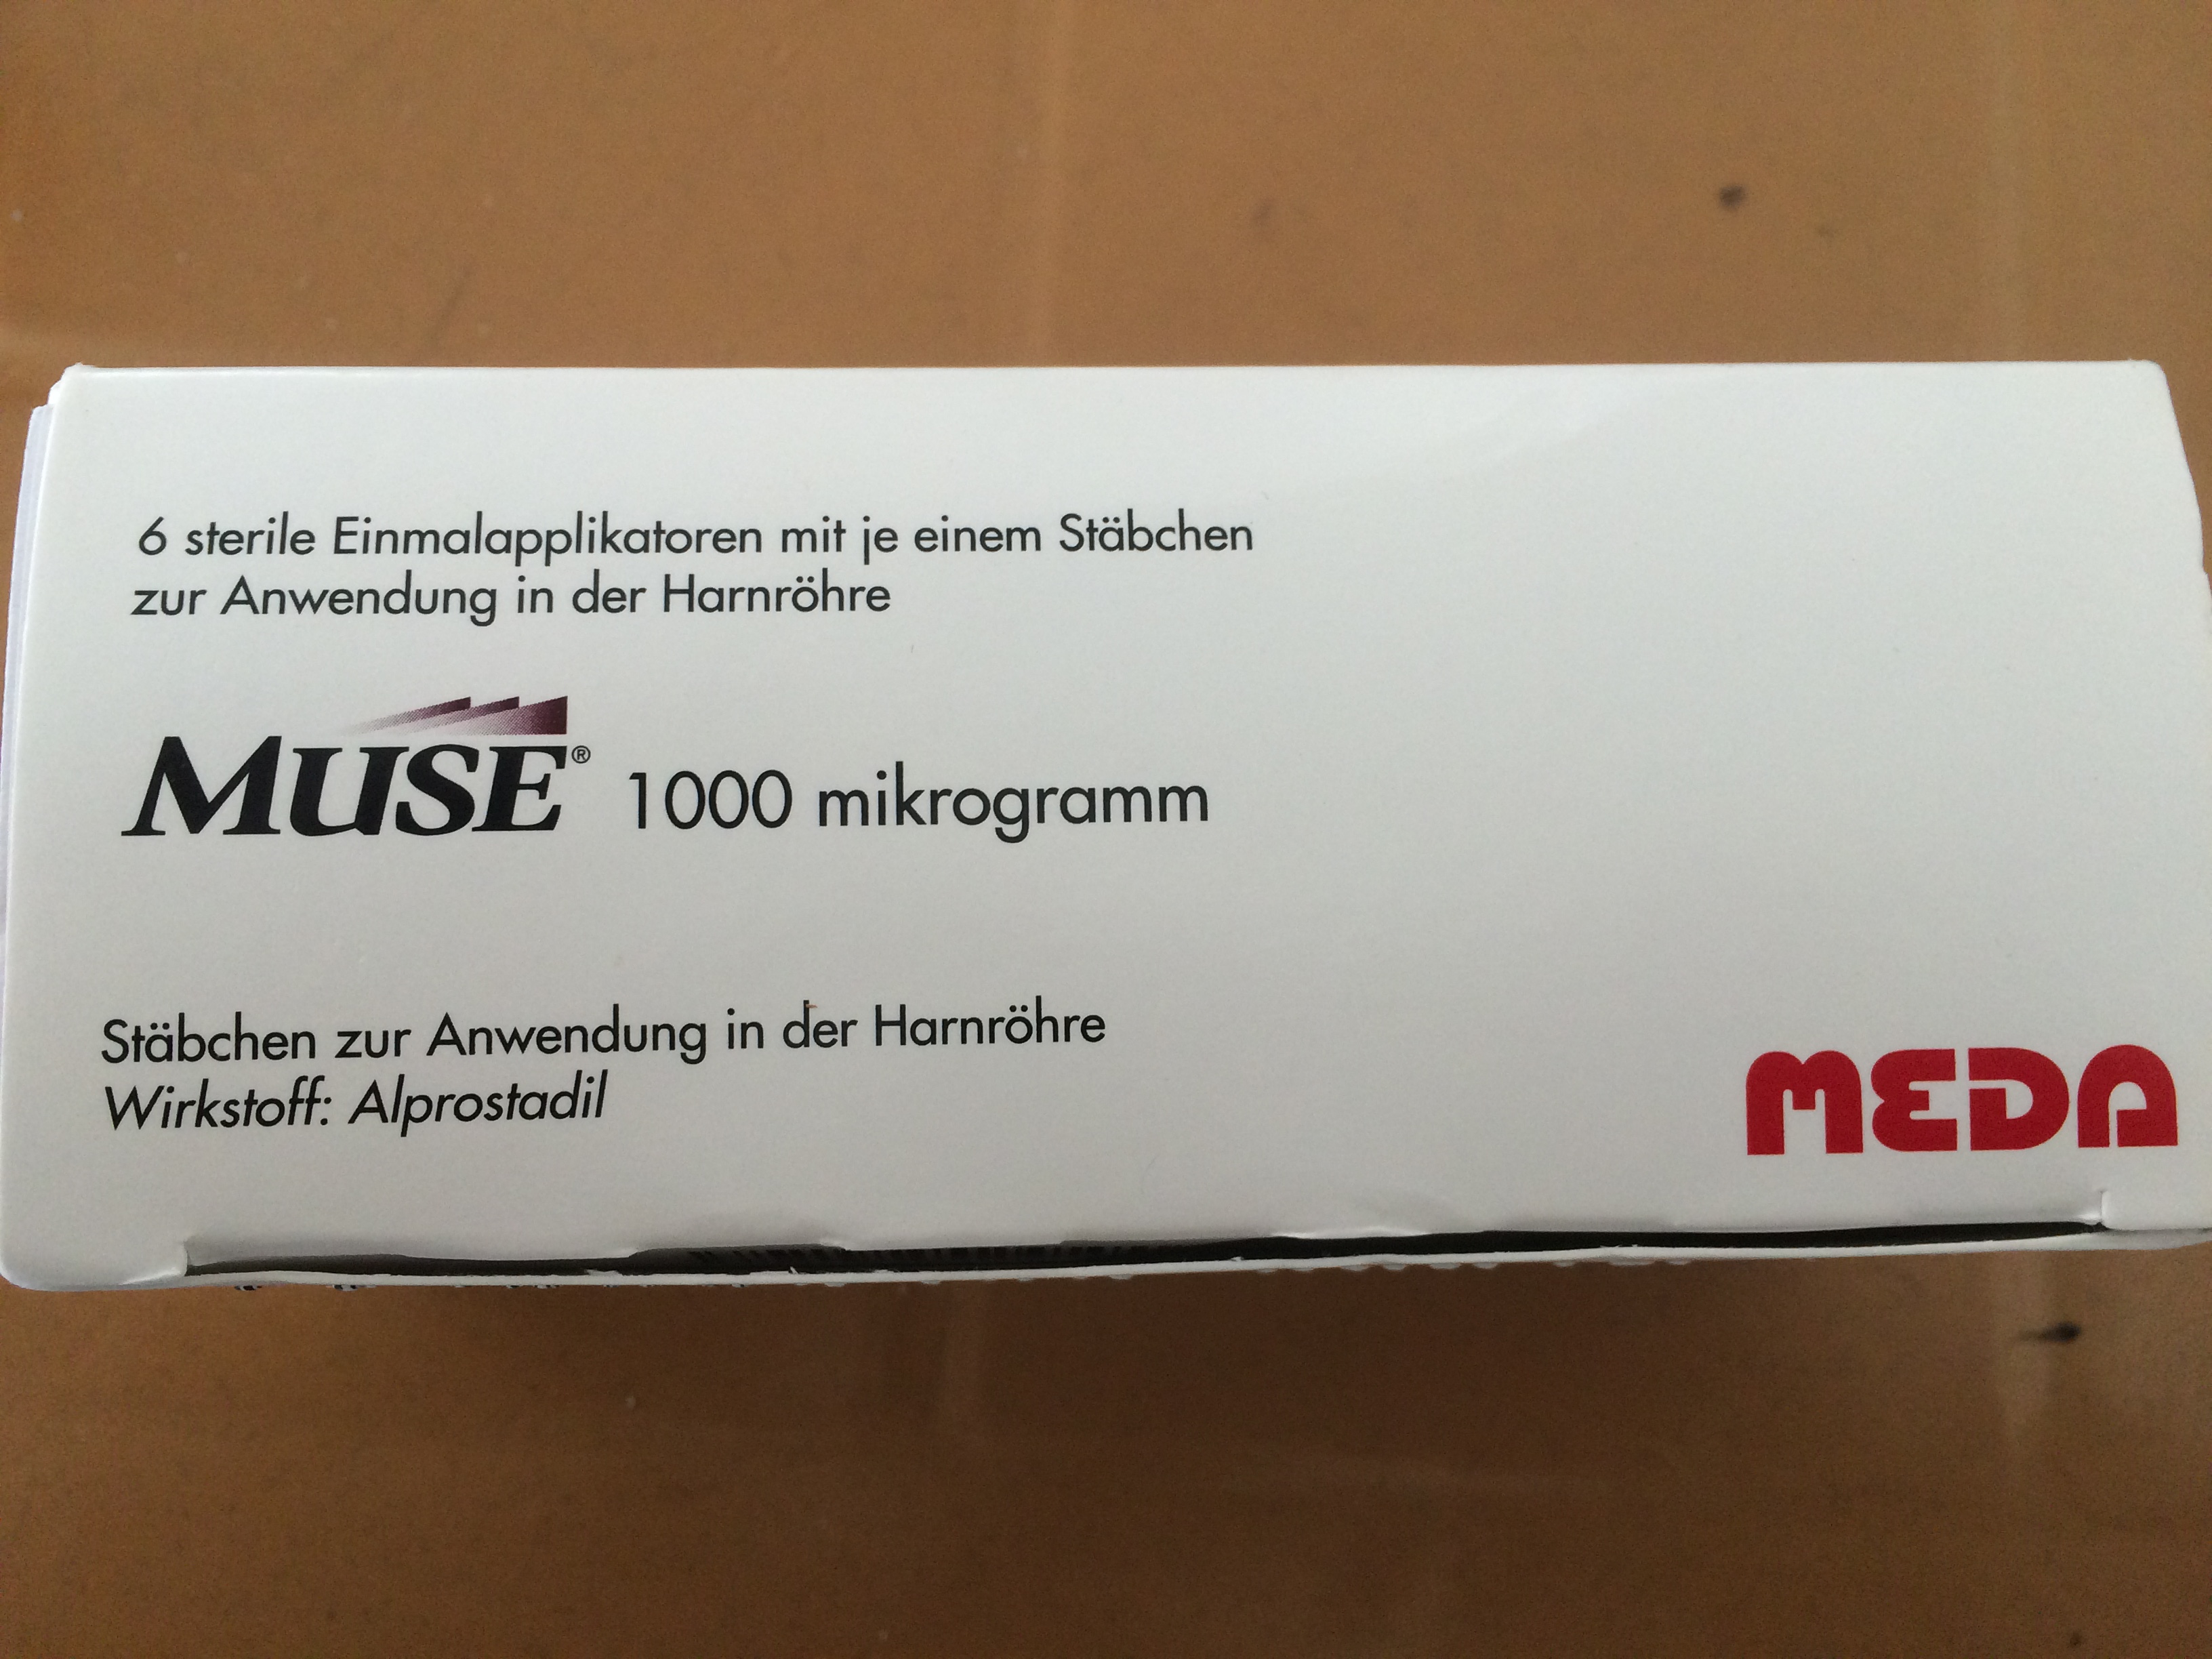 6 sterile Einmalapplikatoren mit je einem Stäbchen
zur Anwendung in der Harnröhre
MUSE® 1000 mikrogramm
Stäbchen zur Anwendung in der Harnröhre
Wirkstoff: Alprostadil
MEDA